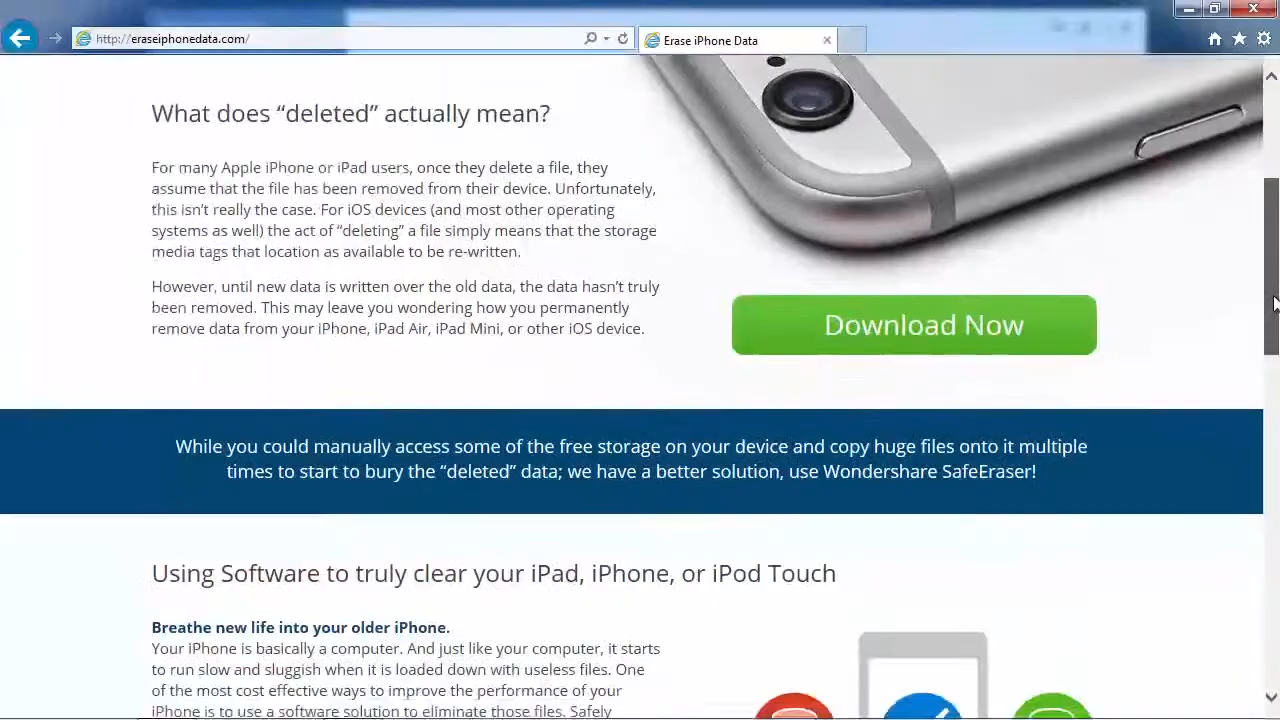 http://eraseiphonedata.com/
Erase iPhone Data
What does “deleted” actually mean?
For many Apple iPhone or iPad users, once they delete a file, they
assume that the file has been removed from their device. Unfortunately,
this isn’t really the case. For iOS devices (and most other operating
systems as well) the act of “deleting” a file simply means that the storage
media tags that location as available to be re-written.
However, until new data is written over the old data, the data hasn’t truly
been removed. This may leave you wondering how you permanently
remove data from your iPhone, iPad Air, iPad Mini, or other iOS device.
Download Now
While you could manually access some of the free storage on your device and copy huge files onto it multiple
times to start to bury the “deleted” data; we have a better solution, use Wondershare SafeEraser!
Using Software to truly clear your iPad, iPhone, or iPod Touch
Breathe new life into your older iPhone.
Your iPhone is basically a computer. And just like your computer, it starts
to run slow and sluggish when it is loaded down with useless files. One
of the most cost effective ways to improve the performance of your
iPhone is to use a software solution to eliminate those files. Safely